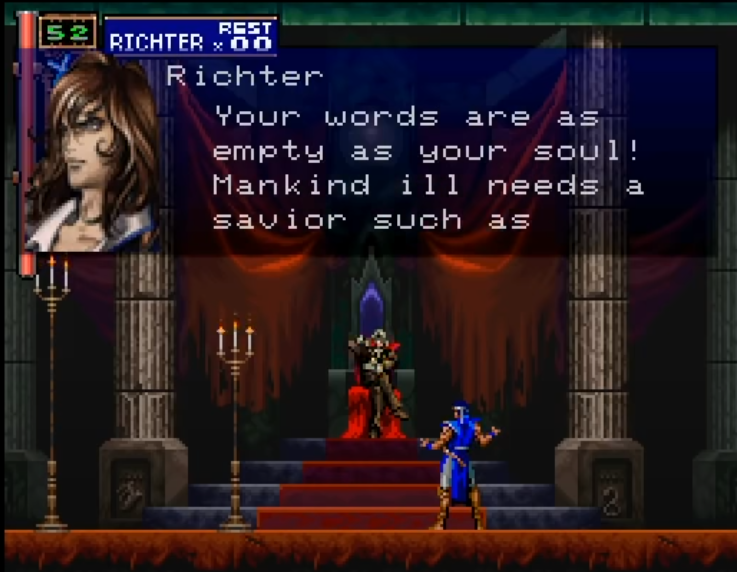 52
REST
RICHTER x 00
Richter
Your words are as
empty as your soul!
Mankind ill needs a
savior such as